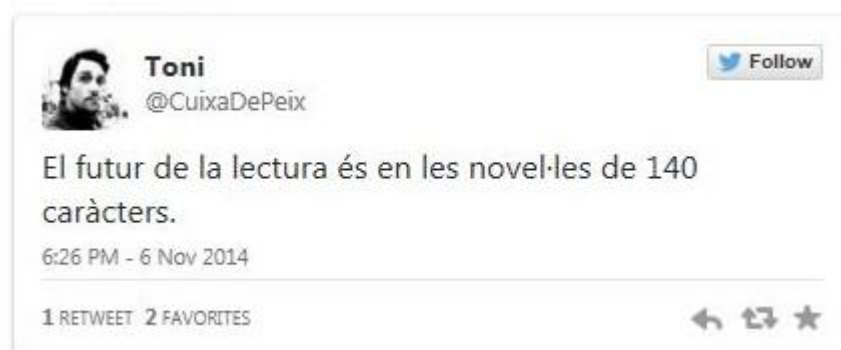 Toni
Follow
@CuixaDePeix
El futur de la lectura és en les novel·les de 140
caràcters.
6:26 PM - 6 Nov 2014
1 RETWEET 2 FAVORITES